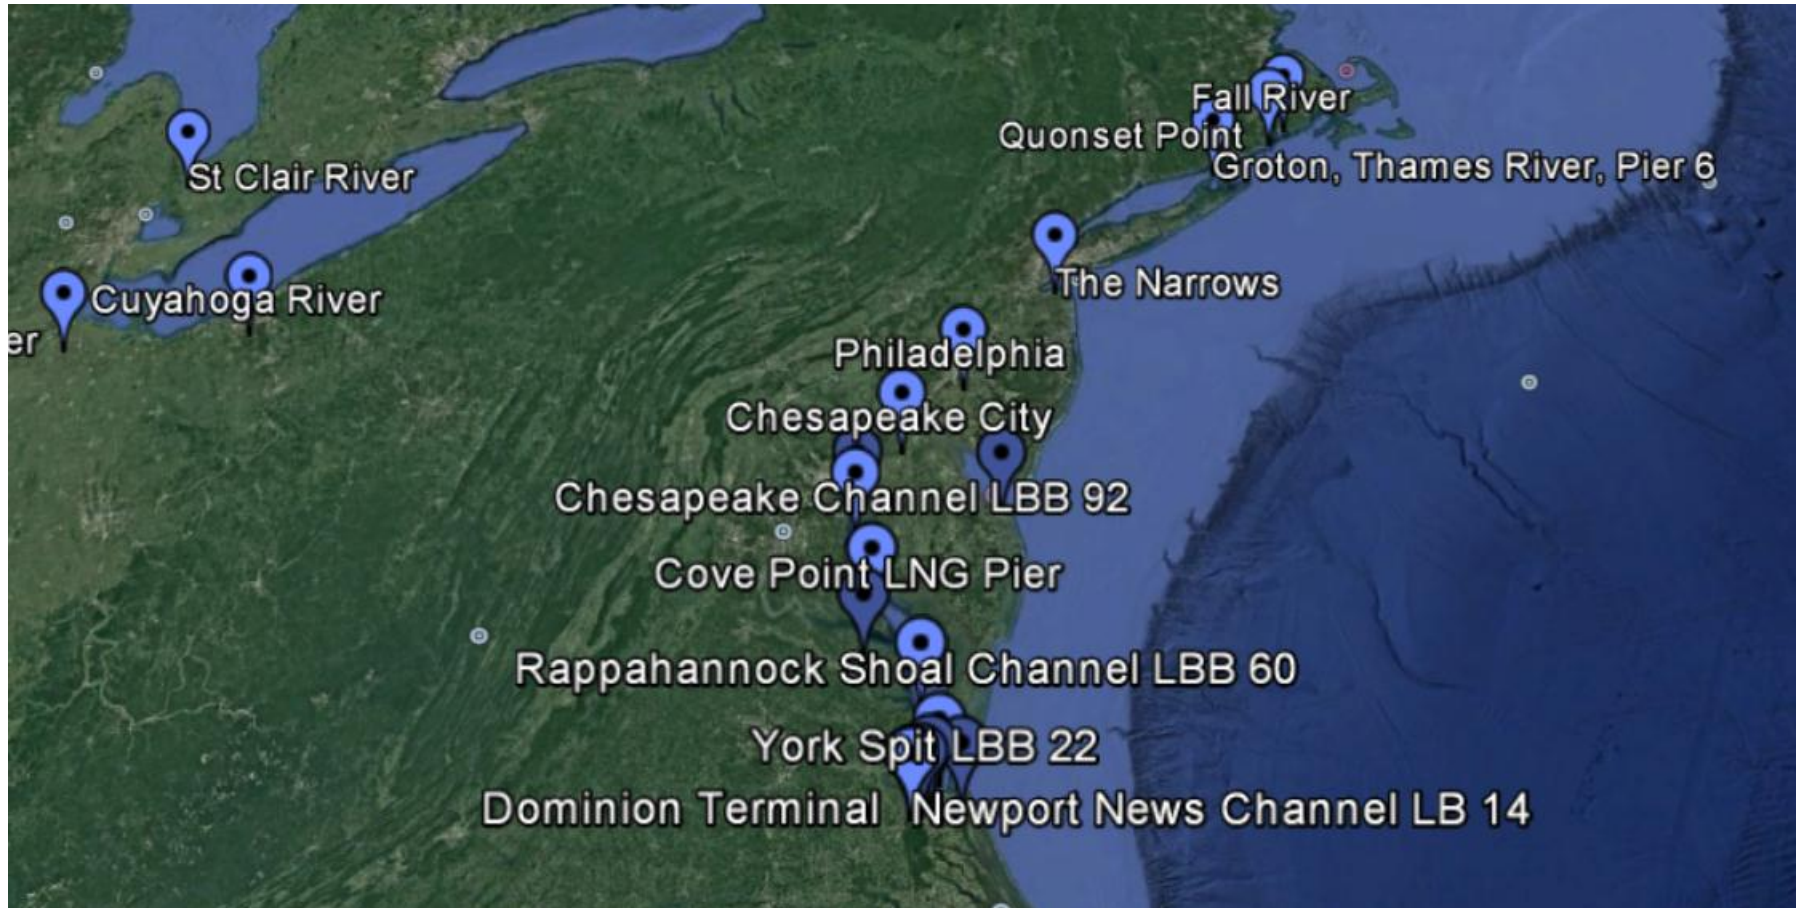 Fall River
Quonset Point
Groton, Thames River, Pier 6
St Clair River
The Narrows
Cuyahoga River
er
Philadelphia
Chesapeake City
Chesapeake Channel LBB 92
Cove Point LNG Pier
Rappahannock Shoal Channel LBB 60
York Spit LBB 22
Dominion Terminal Newport News Channel LB 14